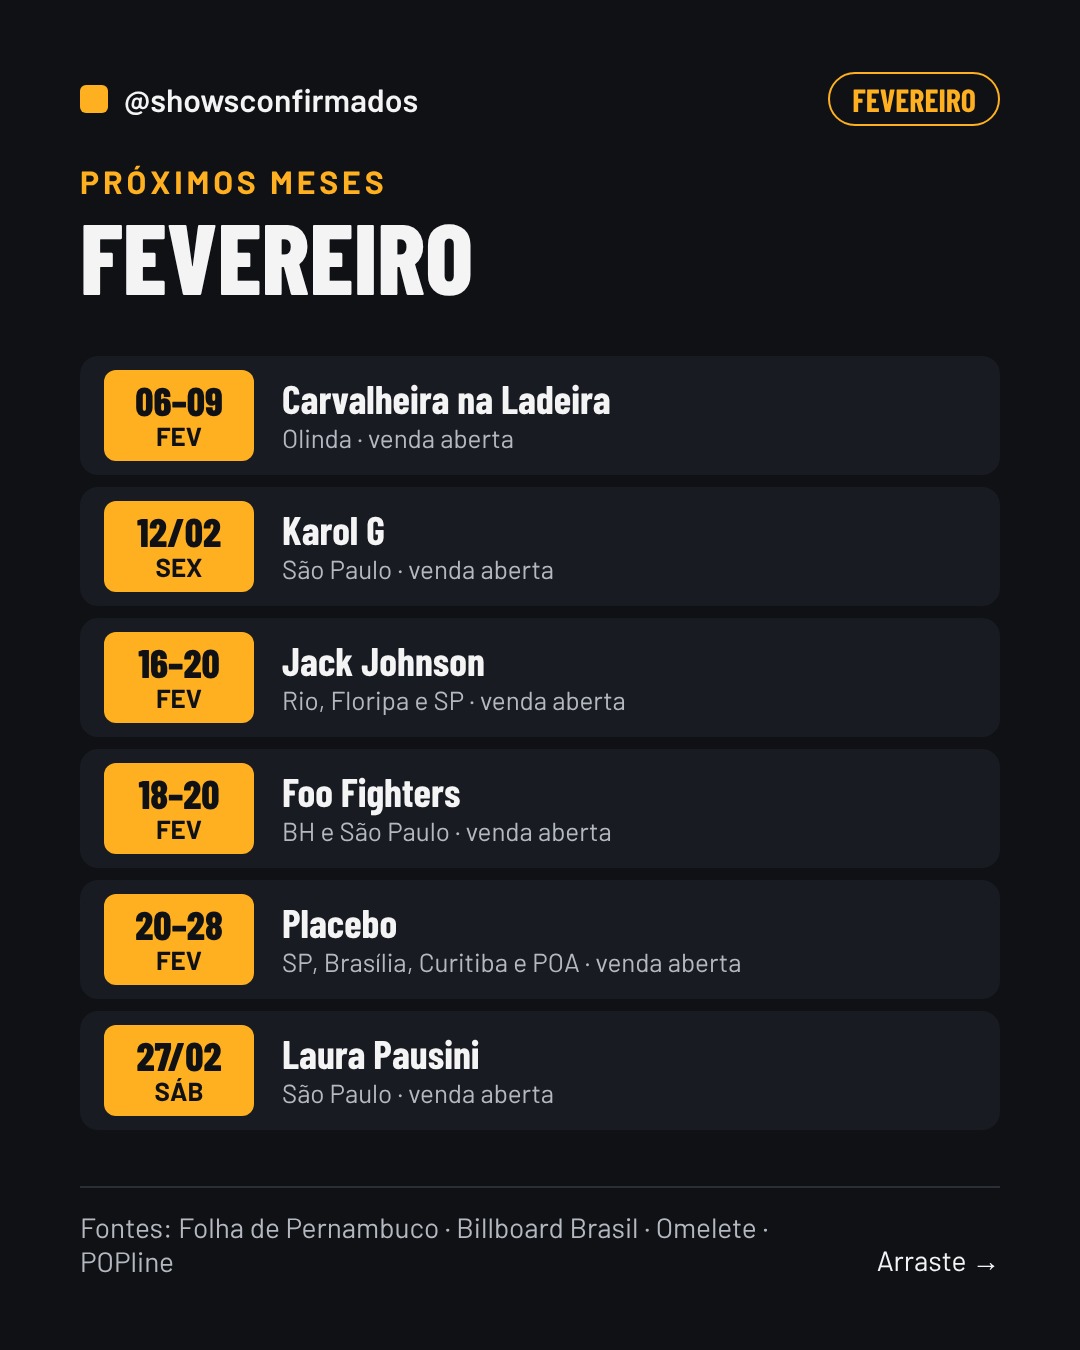 @showsconfirmados
FEVEREIRO
PRÓXIMOS MESES
FEVEREIRO
06–09
FEV
Carvalheira na Ladeira
Olinda · venda aberta
12/02
SEX
Karol G
São Paulo · venda aberta
16–20
FEV
Jack Johnson
Rio, Floripa e SP · venda aberta
18–20
FEV
Foo Fighters
BH e São Paulo · venda aberta
20–28
FEV
Placebo
SP, Brasília, Curitiba e POA · venda aberta
27/02
SÁB
Laura Pausini
São Paulo · venda aberta
Fontes: Folha de Pernambuco · Billboard Brasil · Omelete ·
POPline
Arraste →